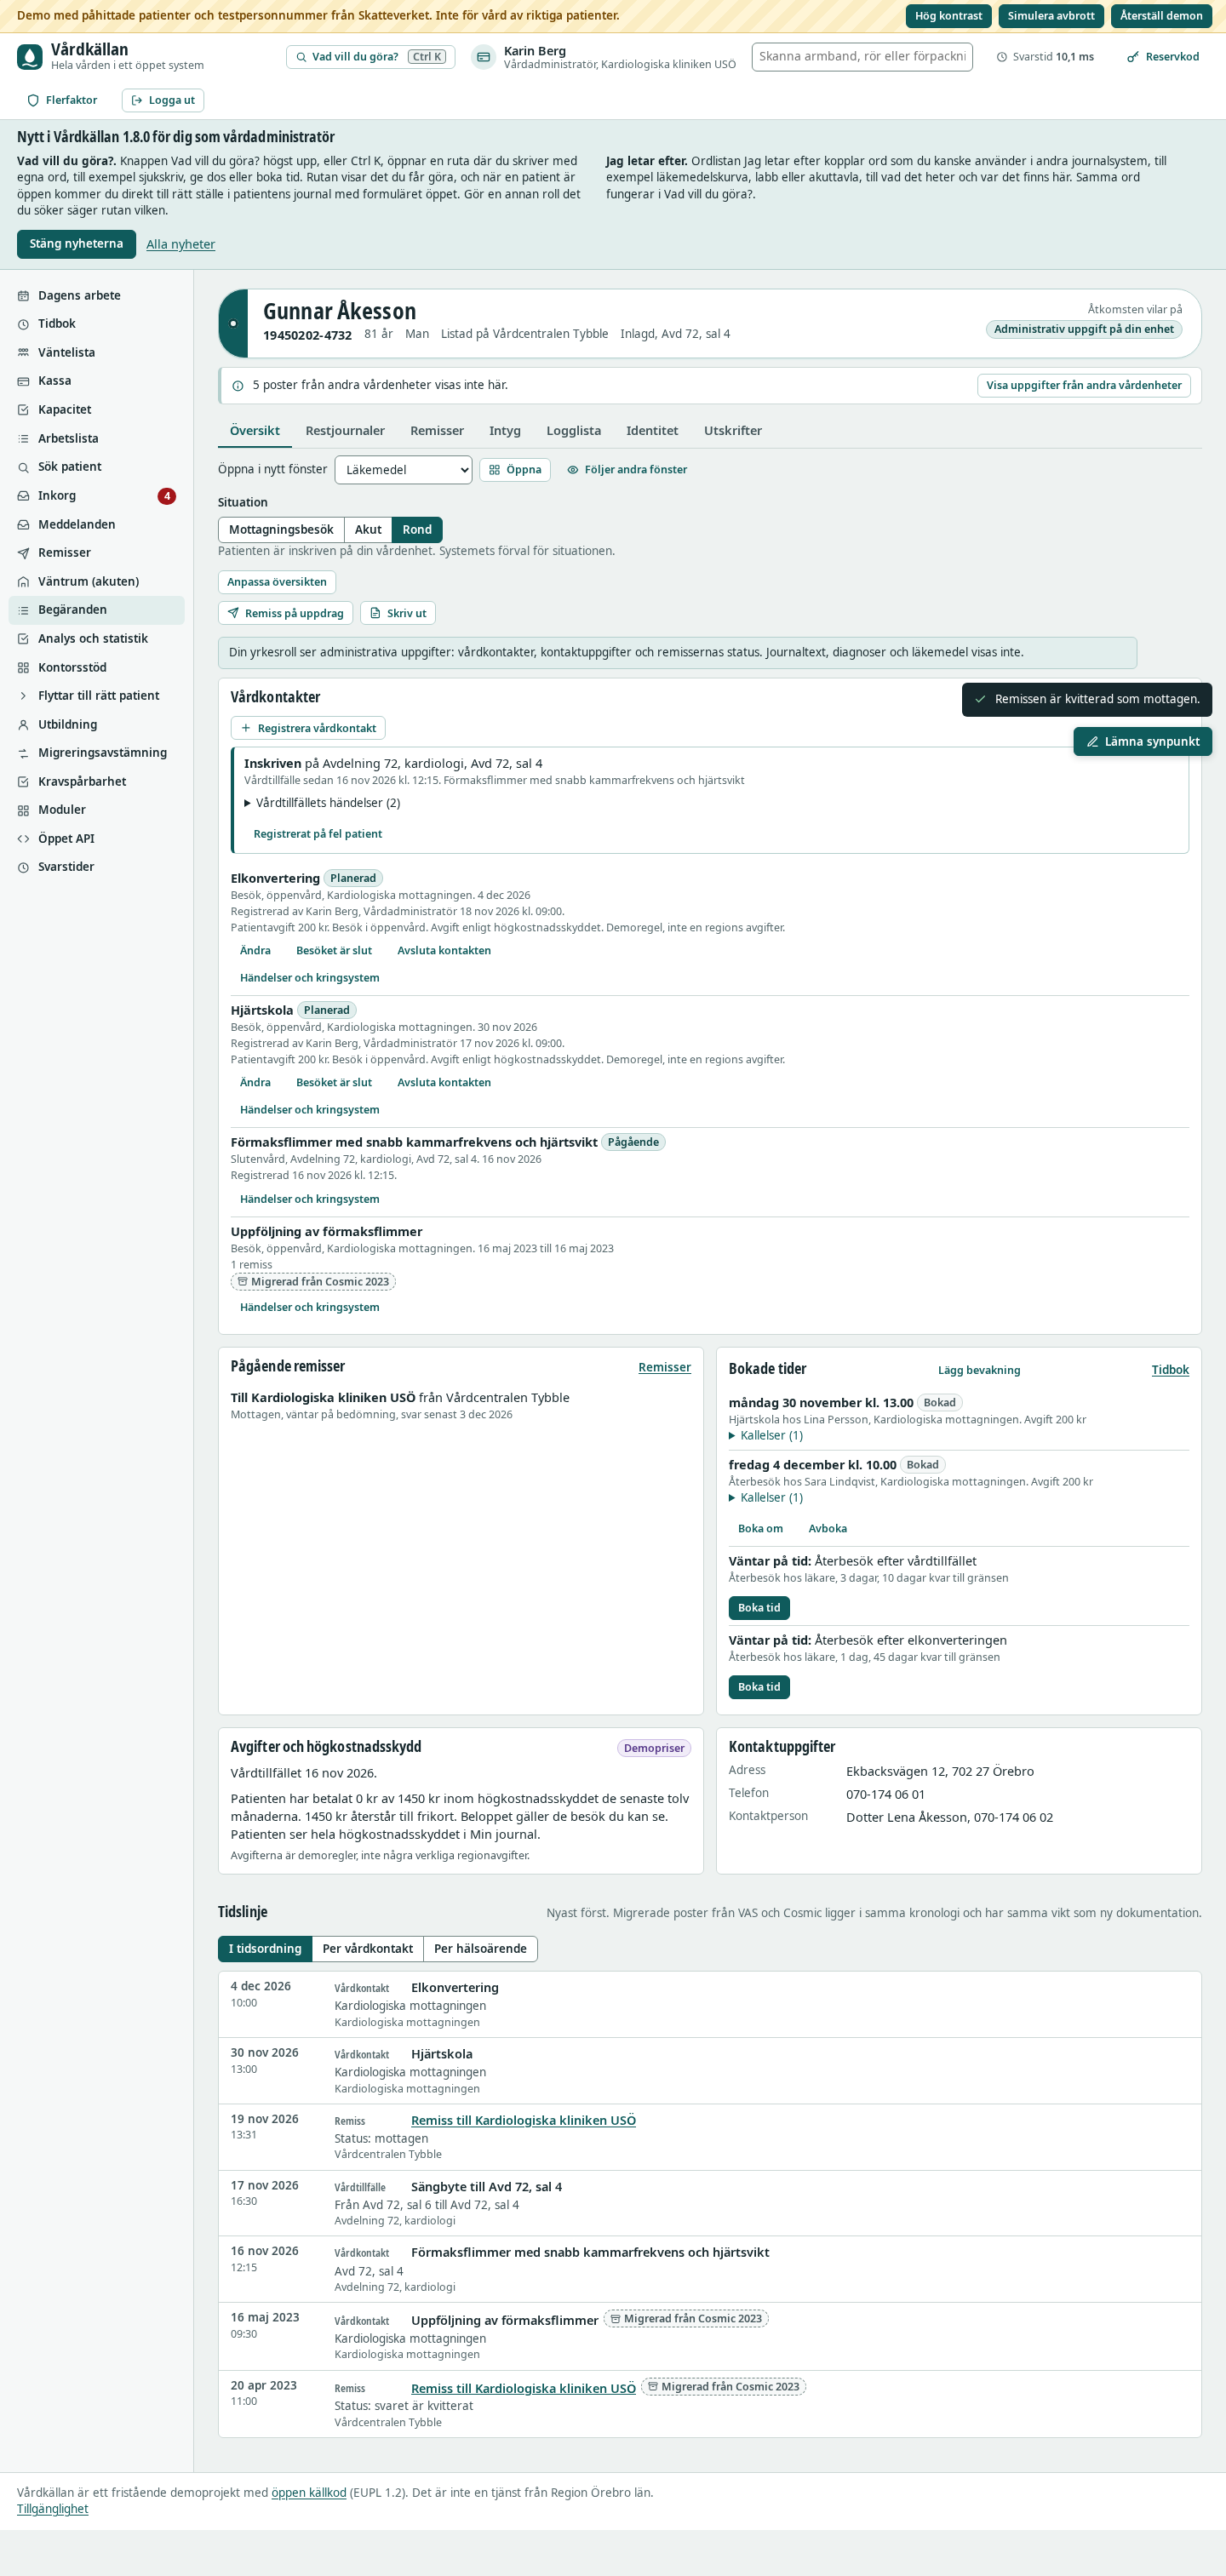 Demo med påhittade patienter och testpersonnummer från Skatteverket. Inte för vård av riktiga patienter.
Hög kontrast
Simulera avbrott
Återställ demon
Vårdkällan
Hela vården i ett öppet system
Vad vill du göra? Ctrl K
Karin Berg
Vårdadministratör, Kardiologiska kliniken USÖ
Skanna armband, rör eller förpackni
Svarstid 10,1 ms
Reservkod
Flerfaktor
Logga ut
Nytt i Vårdkällan 1.8.0 för dig som vårdadministratör
Vad vill du göra?. Knappen Vad vill du göra? högst upp, eller Ctrl K, öppnar en ruta där du skriver med
egna ord, till exempel sjukskriv, ge dos eller boka tid. Rutan visar det du får göra, och när en patient är
öppen kommer du direkt till rätt ställe i patientens journal med formuläret öppet. Gör en annan roll det
du söker säger rutan vilken.
Jag letar efter. Ordlistan Jag letar efter kopplar ord som du kanske använder i andra journalsystem, till
exempel läkemedelskurva, labb eller akuttavla, till vad det heter och var det finns här. Samma ord
fungerar i Vad vill du göra?.
Stäng nyheterna
Alla nyheter
Dagens arbete
Tidbok
Väntelista
Kassa
Kapacitet
Arbetslista
Sök patient
Inkorg 4
Meddelanden
Remisser
Väntrum (akuten)
Begäranden
Analys och statistik
Kontorsstöd
Flyttar till rätt patient
Utbildning
Migreringsavstämning
Kravspårbarhet
Moduler
Öppet API
Svarstider
Gunnar Åkesson
19450202-4732 81 år Man Listad på Vårdcentralen Tybble Inlagd, Avd 72, sal 4
Åtkomsten vilar på
Administrativ uppgift på din enhet
5 poster från andra vårdenheter visas inte här.
Visa uppgifter från andra vårdenheter
Översikt
Restjournaler
Remisser
Intyg
Logglista
Identitet
Utskrifter
Öppna i nytt fönster
Läkemedel
Öppna
Följer andra fönster
Situation
Mottagningsbesök
Akut
Rond
Patienten är inskriven på din vårdenhet. Systemets förval för situationen.
Anpassa översikten
Remiss på uppdrag
Skriv ut
Din yrkesroll ser administrativa uppgifter: vårdkontakter, kontaktuppgifter och remissernas status. Journaltext, diagnoser och läkemedel visas inte.
Vårdkontakter
Remissen är kvitterad som mottagen.
Registrera vårdkontakt
Lämna synpunkt
Inskriven på Avdelning 72, kardiologi, Avd 72, sal 4
Vårdtillfälle sedan 16 nov 2026 kl. 12:15. Förmaksflimmer med snabb kammarfrekvens och hjärtsvikt
Vårdtillfällets händelser (2)
Registrerat på fel patient
Elkonvertering Planerad
Besök, öppenvård, Kardiologiska mottagningen. 4 dec 2026
Registrerad av Karin Berg, Vårdadministratör 18 nov 2026 kl. 09:00.
Patientavgift 200 kr. Besök i öppenvård. Avgift enligt högkostnadsskyddet. Demoregel, inte en regions avgifter.
Ändra
Besöket är slut
Avsluta kontakten
Händelser och kringsystem
Hjärtskola Planerad
Besök, öppenvård, Kardiologiska mottagningen. 30 nov 2026
Registrerad av Karin Berg, Vårdadministratör 17 nov 2026 kl. 09:00.
Patientavgift 200 kr. Besök i öppenvård. Avgift enligt högkostnadsskyddet. Demoregel, inte en regions avgifter.
Ändra
Besöket är slut
Avsluta kontakten
Händelser och kringsystem
Förmaksflimmer med snabb kammarfrekvens och hjärtsvikt Pågående
Slutenvård, Avdelning 72, kardiologi, Avd 72, sal 4. 16 nov 2026
Registrerad 16 nov 2026 kl. 12:15.
Händelser och kringsystem
Uppföljning av förmaksflimmer
Besök, öppenvård, Kardiologiska mottagningen. 16 maj 2023 till 16 maj 2023
1 remiss
Migrerad från Cosmic 2023
Händelser och kringsystem
Pågående remisser
Remisser
Till Kardiologiska kliniken USÖ från Vårdcentralen Tybble
Mottagen, väntar på bedömning, svar senast 3 dec 2026
Bokade tider
Lägg bevakning
Tidbok
måndag 30 november kl. 13.00 Bokad
Hjärtskola hos Lina Persson, Kardiologiska mottagningen. Avgift 200 kr
Kallelser (1)
fredag 4 december kl. 10.00 Bokad
Återbesök hos Sara Lindqvist, Kardiologiska mottagningen. Avgift 200 kr
Kallelser (1)
Boka om
Avboka
Väntar på tid: Återbesök efter vårdtillfället
Återbesök hos läkare, 3 dagar, 10 dagar kvar till gränsen
Boka tid
Väntar på tid: Återbesök efter elkonverteringen
Återbesök hos läkare, 1 dag, 45 dagar kvar till gränsen
Boka tid
Avgifter och högkostnadsskydd
Demopriser
Vårdtillfället 16 nov 2026.
Patienten har betalat 0 kr av 1450 kr inom högkostnadsskyddet de senaste tolv
månaderna. 1450 kr återstår till frikort. Beloppet gäller de besök du kan se.
Patienten ser hela högkostnadsskyddet i Min journal.
Avgifterna är demoregler, inte några verkliga regionavgifter.
Kontaktuppgifter
Adress Ekbacksvägen 12, 702 27 Örebro
Telefon 070-174 06 01
Kontaktperson Dotter Lena Åkesson, 070-174 06 02
Tidslinje
Nyast först. Migrerade poster från VAS och Cosmic ligger i samma kronologi och har samma vikt som ny dokumentation.
I tidsordning
Per vårdkontakt
Per hälsoärende
4 dec 2026 Vårdkontakt Elkonvertering
10:00 Kardiologiska mottagningen
Kardiologiska mottagningen
30 nov 2026 Vårdkontakt Hjärtskola
13:00 Kardiologiska mottagningen
Kardiologiska mottagningen
19 nov 2026 Remiss Remiss till Kardiologiska kliniken USÖ
13:31 Status: mottagen
Vårdcentralen Tybble
17 nov 2026 Vårdtillfälle Sängbyte till Avd 72, sal 4
16:30 Från Avd 72, sal 6 till Avd 72, sal 4
Avdelning 72, kardiologi
16 nov 2026 Vårdkontakt Förmaksflimmer med snabb kammarfrekvens och hjärtsvikt
12:15 Avd 72, sal 4
Avdelning 72, kardiologi
16 maj 2023 Vårdkontakt Uppföljning av förmaksflimmer Migrerad från Cosmic 2023
09:30 Kardiologiska mottagningen
Kardiologiska mottagningen
20 apr 2023 Remiss Remiss till Kardiologiska kliniken USÖ Migrerad från Cosmic 2023
11:00 Status: svaret är kvitterat
Vårdcentralen Tybble
Vårdkällan är ett fristående demoprojekt med öppen källkod (EUPL 1.2). Det är inte en tjänst från Region Örebro län.
Tillgänglighet